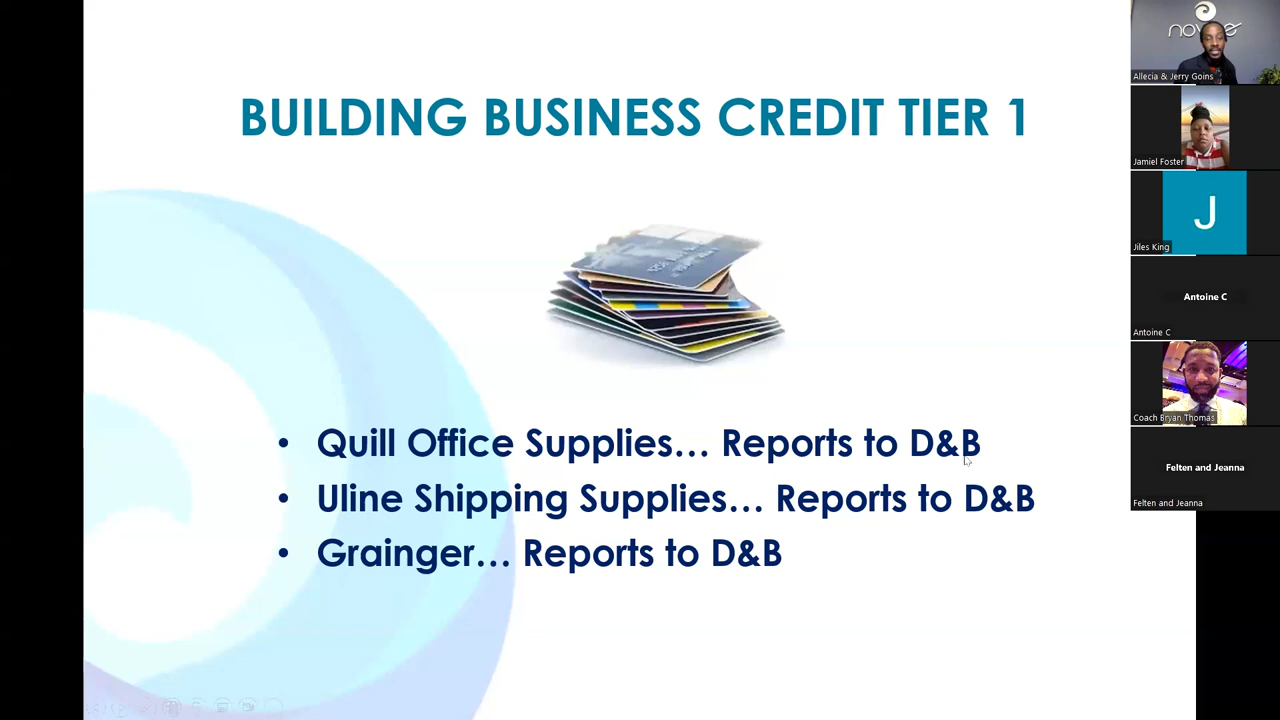 BUILDING BUSINESS CREDIT TIER 1
• Quill Office Supplies... Reports to D&B
• Uline Shipping Supplies... Reports to D&B
• Grainger... Reports to D&B
Allecia & Jerry Goins
Jamiel Foster
J
Jiles King
Antoine C
Antoine C
Coach Bryan Thomas
Felten and Jeanna
Felten and Jeanna